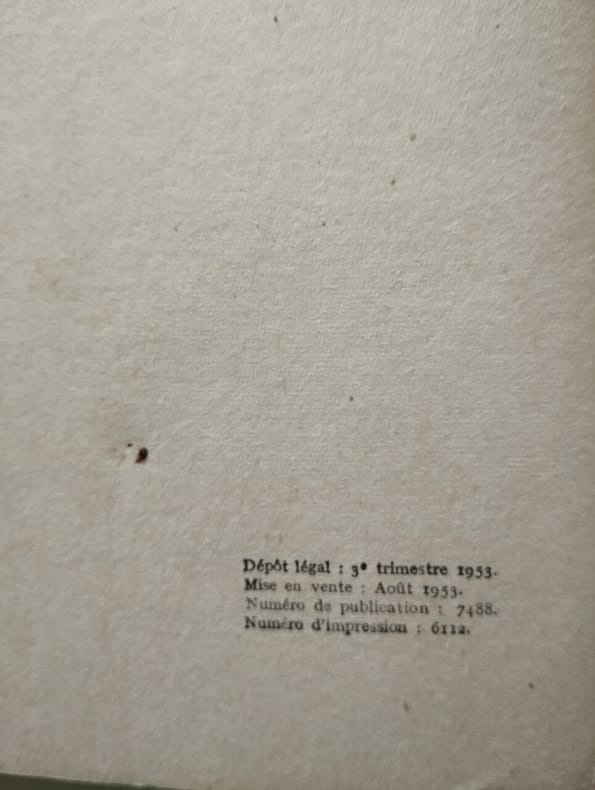 Dépôt légal : 3e trimestre 1953.
Mise en vente : Août 1953.
Numéro de publication : 7488.
Numéro d'impression : 6112.